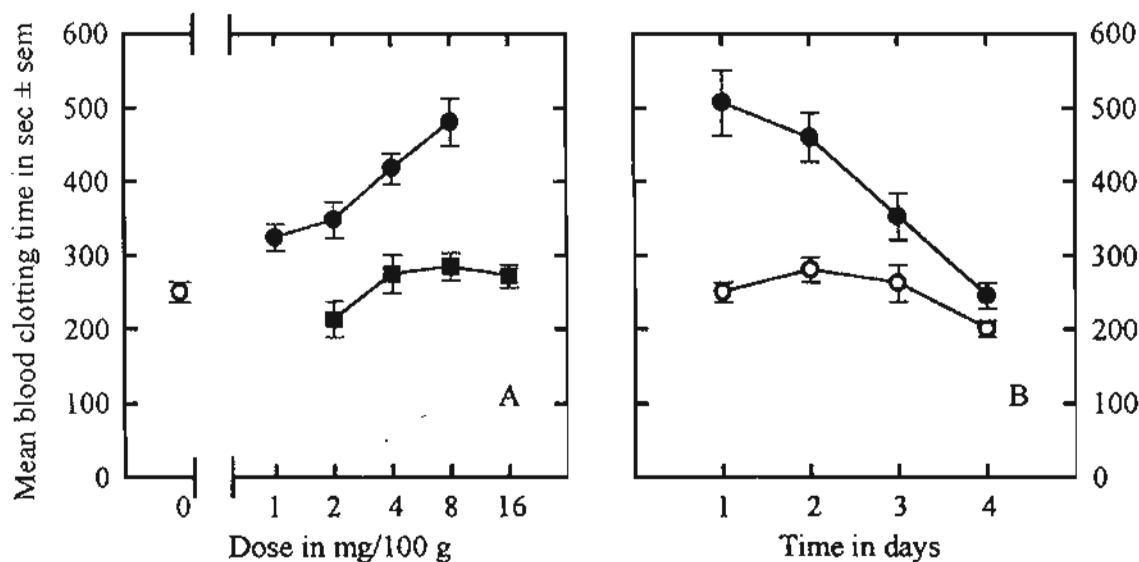 Mean blood clotting time in sec ± sem
600
500
400
300
200
100
0
A
0 1 2 4 8 16
Dose in mg/100 g
600
500
400
300
200
100
0
B
1 2 3 4
Time in days